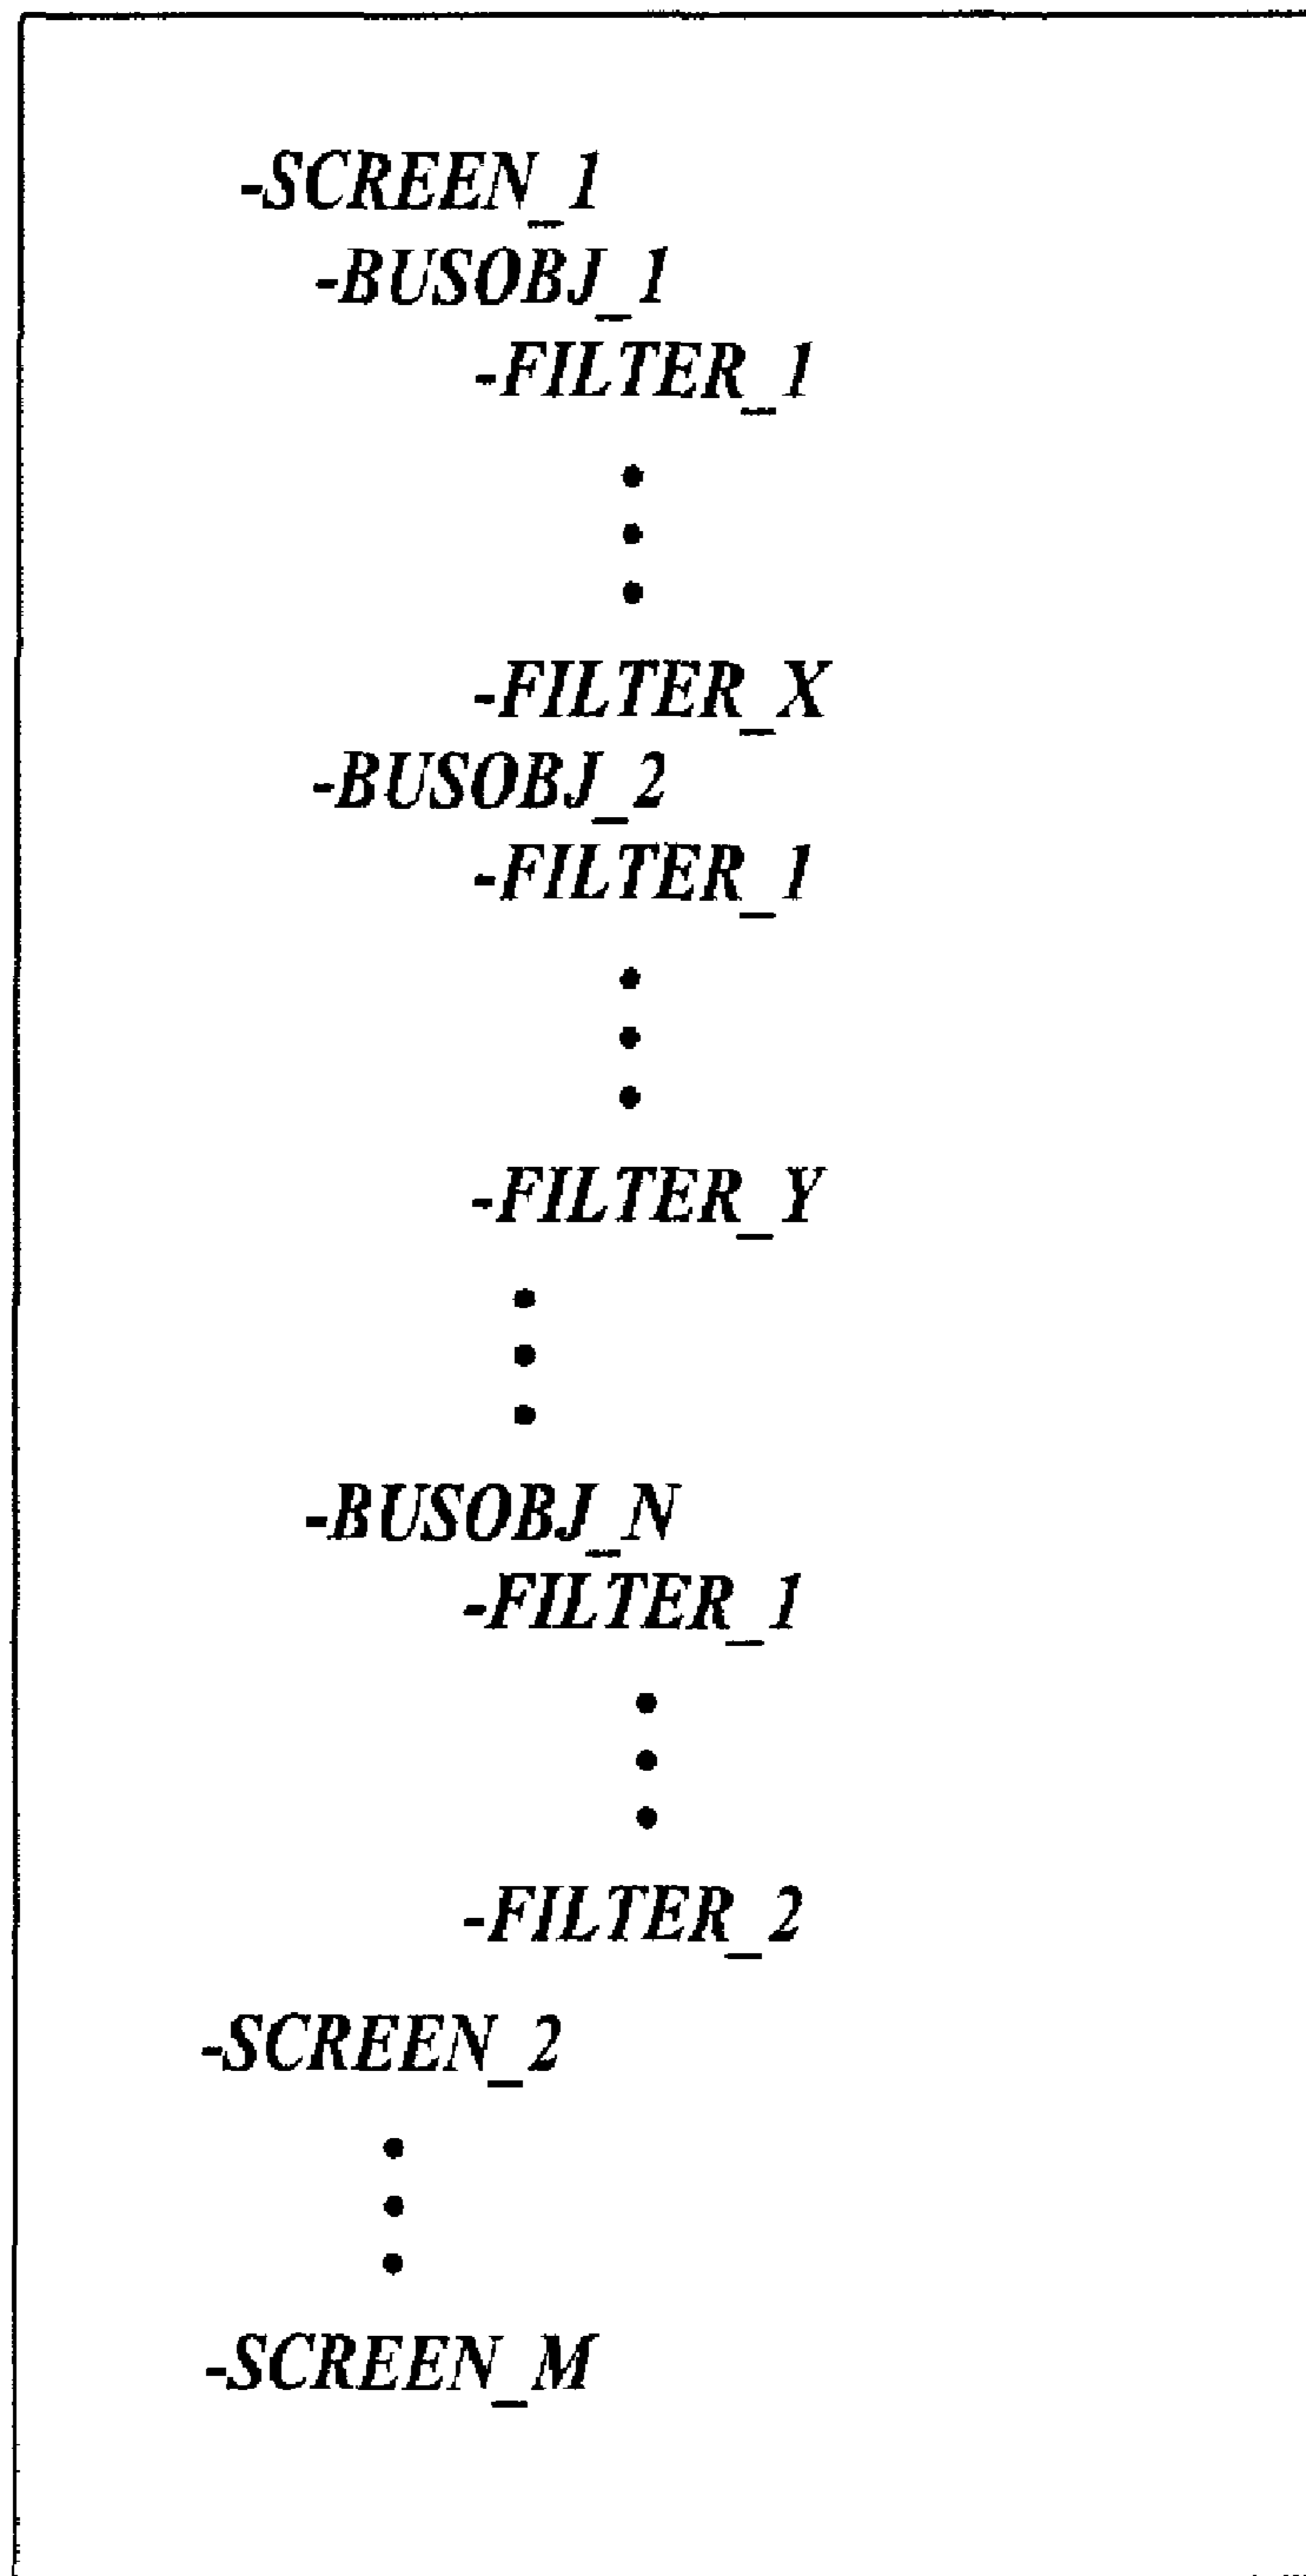 -SCREEN_1
-BUSOBJ_1
-FILTER_1
-FILTER_X
-BUSOBJ_2
-FILTER_1
-FILTER_Y
-BUSOBJ_N
-FILTER_1
-FILTER_2
-SCREEN_2
-SCREEN_M